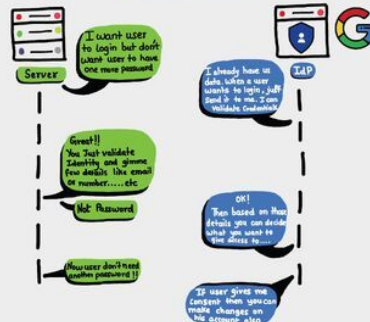 I want user
to login but don't
want user to have
one more password
Server
I already have us
data. When a user
wants to login, just
Send it to me. I can
Validate Credentials
IdP
Great!!
You Just validate
Identity and gimme
few details like email
or number.....etc
Not Password
OK!
Then based on those
details you can decide
what you want to
give access to....
Now user don't need
another password!!
If user gives me
Consent then you can
make changes on
his account also